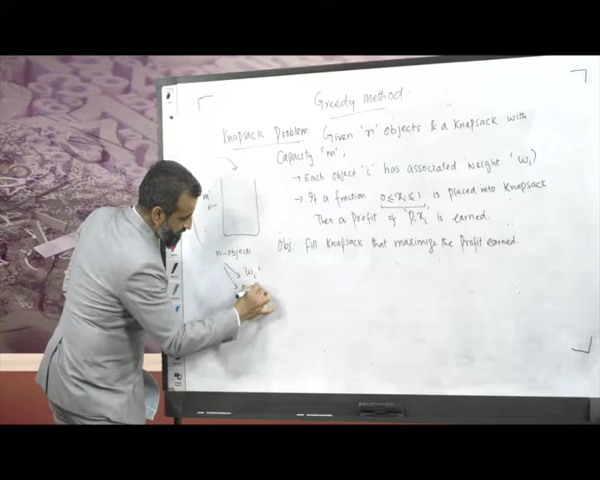 Greedy Method:
Knapsack Problem: Given 'n' objects & a Knapsack with
Capacity 'm',
→ Each object 'i' has associated weight 'wi)
→ If a fraction 0≤xi≤1 is placed into Knapsack
Then a profit of 'Pixi is earned.
Obj: fill Knapsack that maximize the Profit earned.
m
n-objects
'wi'